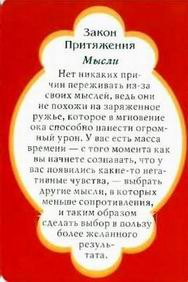 Закон
Притяжения
Мысли
Нет никаких при-
чин переживать из-за
своих мыслей, ведь они
не похожи на заряженное
ружье, которое в мгновение
ока способно нанести огром-
ный урон. У вас есть масса
времени — с того момента как
вы начнете сознавать, что у
вас появились какие-то нега-
тивные чувства, — выбрать
другие мысли, в которых
меньше сопротивления,
и таким образом
сделать выбор в пользу
более желанного
резуль-
тата.